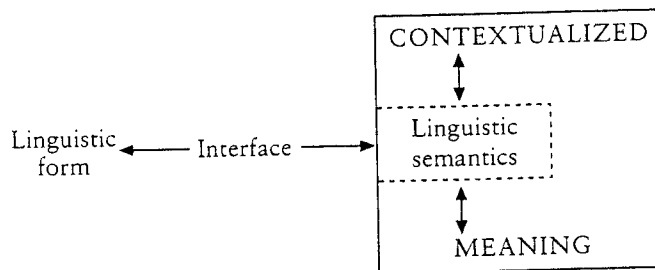 CONTEXTUALIZED
Linguistic
form
Interface
Linguistic
semantics
MEANING